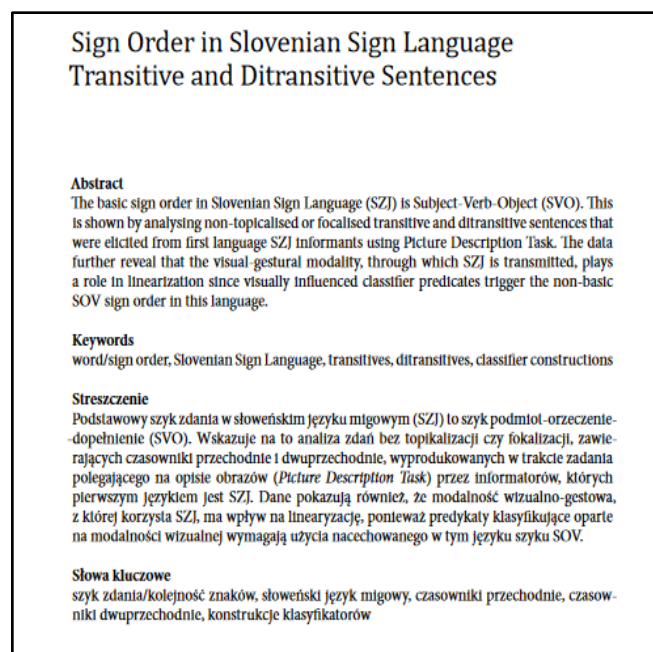 Sign Order in Slovenian Sign Language
Transitive and Ditransitive Sentences
Abstract
The basic sign order in Slovenian Sign Language (SZJ) is Subject-Verb-Object (SVO). This
is shown by analysing non-topicalised or focalised transitive and ditransitive sentences that
were elicited from first language SZJ informants using Picture Description Task. The data
further reveal that the visual-gestural modality, through which SZJ is transmitted, plays
a role in linearization since visually influenced classifier predicates trigger the non-basic
SOV sign order in this language.
Keywords
word/sign order, Slovenian Sign Language, transitives, ditransitives, classifier constructions
Streszczenie
Podstawowy szyk zdania w słoweńskim języku migowym (SZJ) to szyk podmiot-orzeczenie-
-dopełnienie (SVO). Wskazuje na to analiza zdań bez topikalizacji czy fokalizacji, zawie-
rających czasowniki przechodnie i dwuprzechodnie, wyprodukowanych w trakcie zadania
polegającego na opisie obrazów (Picture Description Task) przez informatorów, których
pierwszym językiem jest SZJ. Dane pokazują również, że modalność wizualno-gestowa,
z której korzysta SZJ, ma wpływ na linearyzację, ponieważ predykaty klasyfikujące oparte
na modalności wizualnej wymagają użycia nacechowanego w tym języku szyku SOV.
Słowa kluczowe
szyk zdania/kolejność znaków, słoweński język migowy, czasowniki przechodnie, czasow-
niki dwuprzechodnie, konstrukcje klasyfikatorów